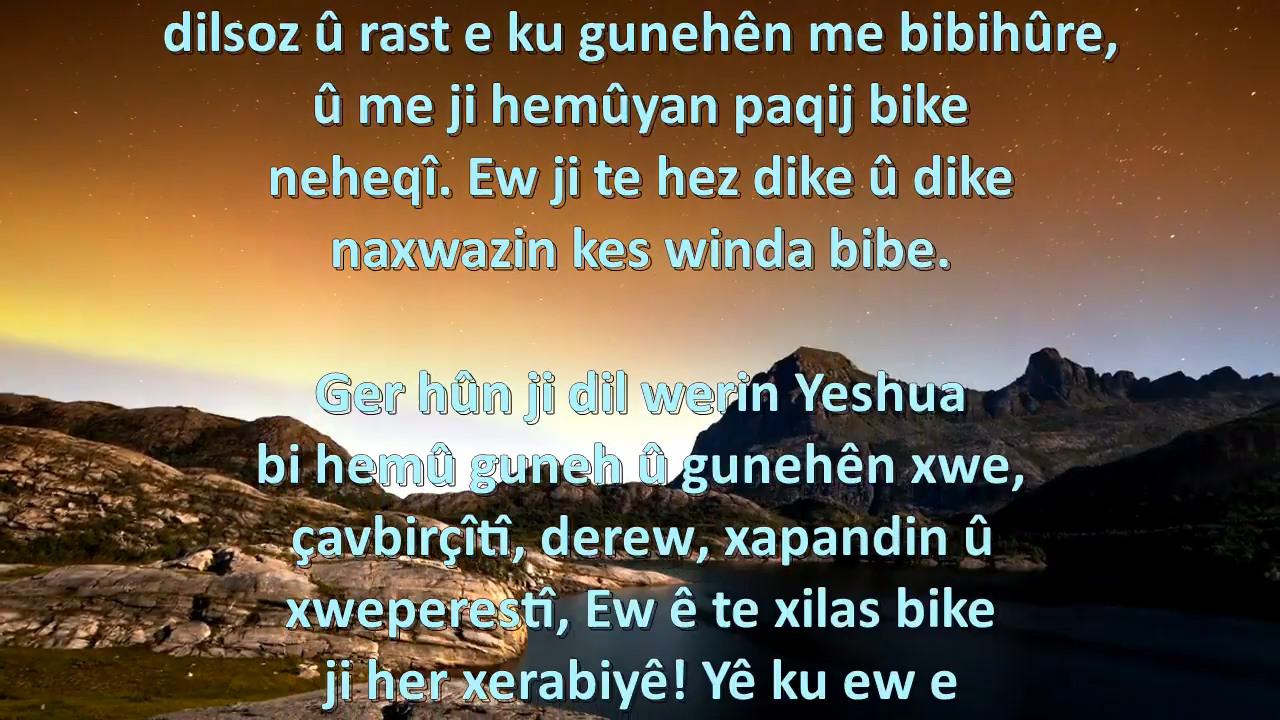 dilsoz û rast e ku gunehên me bibihûre,
û me ji hemûyan paqij bike
neheqî. Ew ji te hez dike û dike
naxwazin kes winda bibe.
Ger hûn ji dil werin Yeshua
bi hemû guneh û gunehên xwe,
çavbirçîtî, derew, xapandin û
xweperestî, Ew ê te xilas bike
ji her xerabiyê! Yê ku ew e